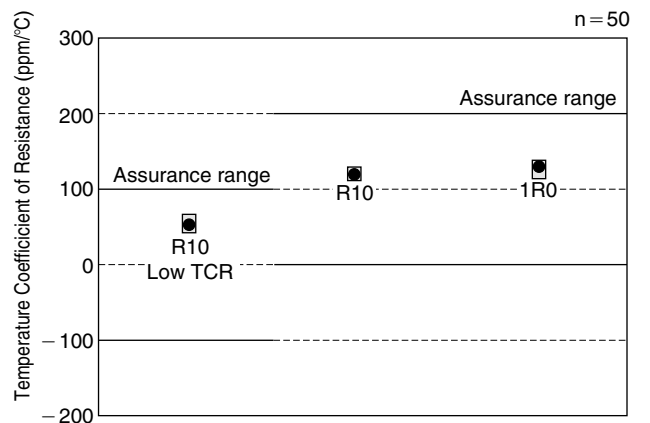 n=50
Temperature Coefficicient of Resistance (ppm/°C)
300
200
100
0
−100
−200
Assurance range
Assurance range
R10
Low TCR
R10
1R0